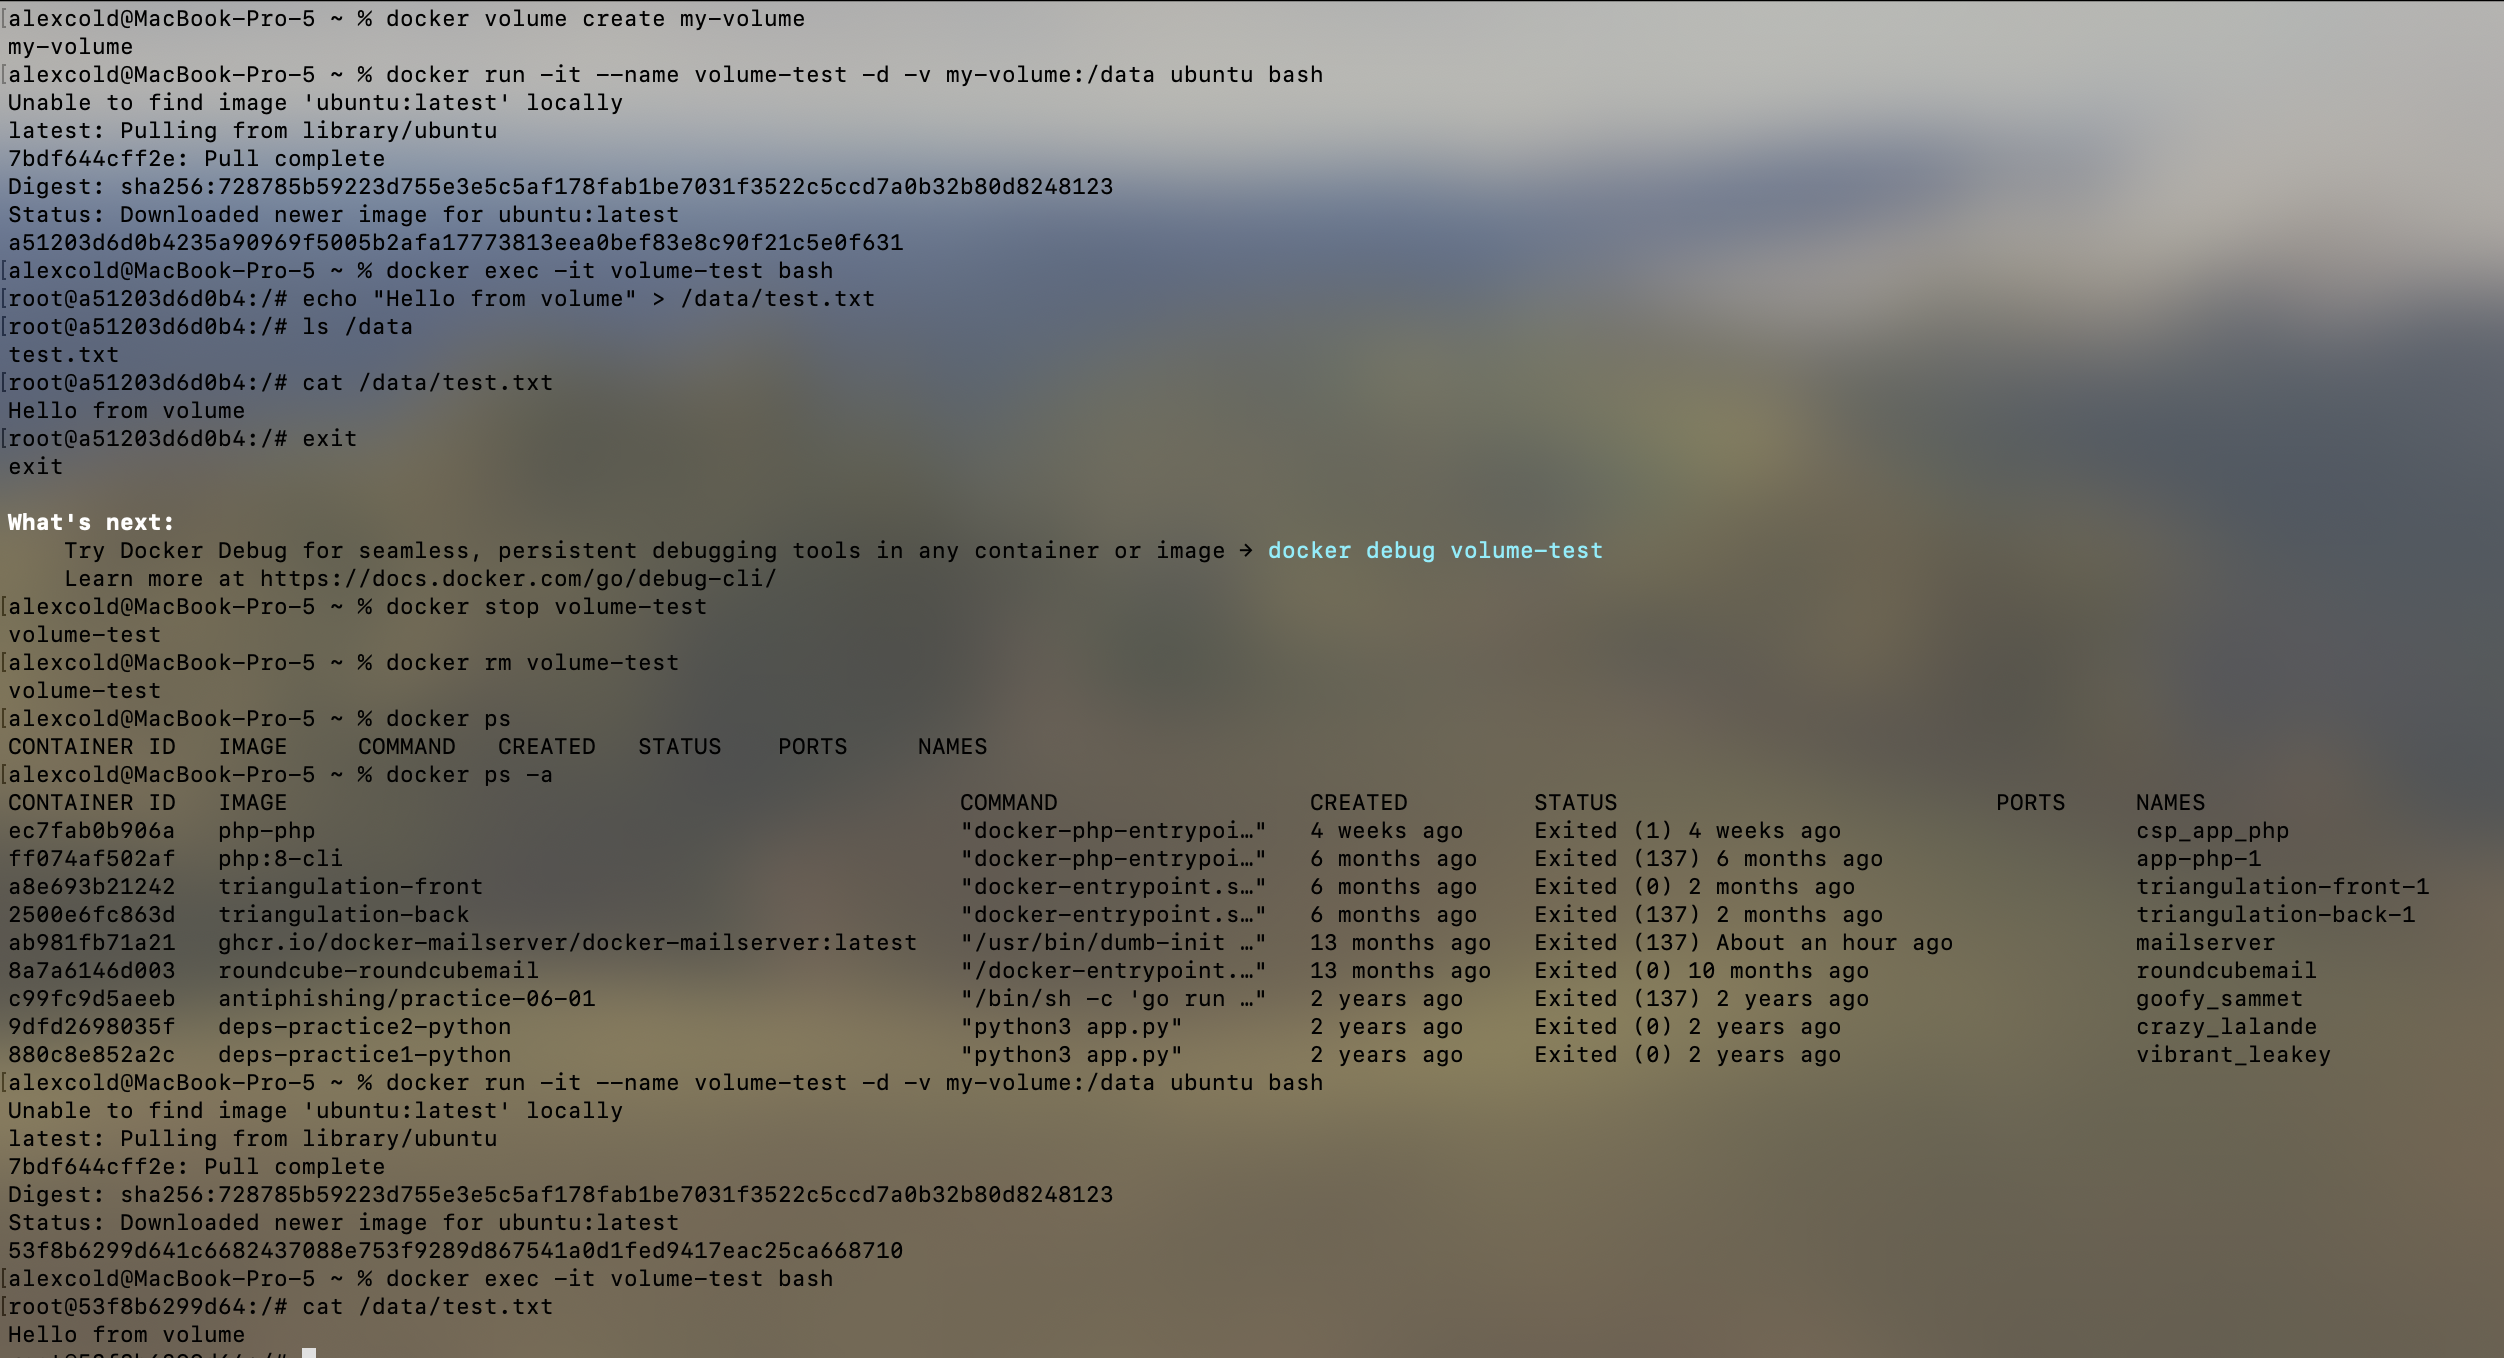 [alexcold@MacBook-Pro-5 ~ % docker volume create my-volume
my-volume
[alexcold@MacBook-Pro-5 ~ % docker run -it --name volume-test -d -v my-volume:/data ubuntu bash
Unable to find image 'ubuntu:latest' locally
latest: Pulling from library/ubuntu
7bdf644cff2e: Pull complete
Digest: sha256:728785b59223d755e3e5c5af178fab1be7031f3522c5ccd7a0b32b80d8248123
Status: Downloaded newer image for ubuntu:latest
a51203d6d0b4235a90969f5005b2afa17773813eea0bef83e8c90f21c5e0f631
[alexcold@MacBook-Pro-5 ~ % docker exec -it volume-test bash
[root@a51203d6d0b4:/# echo "Hello from volume" > /data/test.txt
[root@a51203d6d0b4:/# ls /data
test.txt
[root@a51203d6d0b4:/# cat /data/test.txt
Hello from volume
[root@a51203d6d0b4:/# exit
exit
What's next:
    Try Docker Debug for seamless, persistent debugging tools in any container or image → docker debug volume-test
    Learn more at https://docs.docker.com/go/debug-cli/
[alexcold@MacBook-Pro-5 ~ % docker stop volume-test
volume-test
[alexcold@MacBook-Pro-5 ~ % docker rm volume-test
volume-test
[alexcold@MacBook-Pro-5 ~ % docker ps
CONTAINER ID   IMAGE     COMMAND   CREATED   STATUS    PORTS     NAMES
[alexcold@MacBook-Pro-5 ~ % docker ps -a
CONTAINER ID   IMAGE   COMMAND   CREATED   STATUS   PORTS   NAMES
ec7fab0b906a   php-php   "docker-php-entrypoi…"   4 weeks ago   Exited (1) 4 weeks ago   csp_app_php
ff074af502af   php:8-cli   "docker-php-entrypoi…"   6 months ago   Exited (137) 6 months ago   app-php-1
a8e693b21242   triangulation-front   "docker-entrypoint.s…"   6 months ago   Exited (0) 2 months ago   triangulation-front-1
2500e6fc863d   triangulation-back   "docker-entrypoint.s…"   6 months ago   Exited (137) 2 months ago   triangulation-back-1
ab981fb71a21   ghcr.io/docker-mailserver/docker-mailserver:latest   "/usr/bin/dumb-init …"   13 months ago   Exited (137) About an hour ago   mailserver
8a7a6146d003   roundcube-roundcubemail   "/docker-entrypoint.…"   13 months ago   Exited (0) 10 months ago   roundcubemail
c99fc9d5aeeb   antiphishing/practice-06-01   "/bin/sh -c 'go run …"   2 years ago   Exited (137) 2 years ago   goofy_sammet
9dfd2698035f   deps-practice2-python   "python3 app.py"   2 years ago   Exited (0) 2 years ago   crazy_lalande
880c8e852a2c   deps-practice1-python   "python3 app.py"   2 years ago   Exited (0) 2 years ago   vibrant_leakey
[alexcold@MacBook-Pro-5 ~ % docker run -it --name volume-test -d -v my-volume:/data ubuntu bash
Unable to find image 'ubuntu:latest' locally
latest: Pulling from library/ubuntu
7bdf644cff2e: Pull complete
Digest: sha256:728785b59223d755e3e5c5af178fab1be7031f3522c5ccd7a0b32b80d8248123
Status: Downloaded newer image for ubuntu:latest
53f8b6299d641c6682437088e753f9289d867541a0d1fed9417eac25ca668710
[alexcold@MacBook-Pro-5 ~ % docker exec -it volume-test bash
[root@53f8b6299d64:/# cat /data/test.txt
Hello from volume